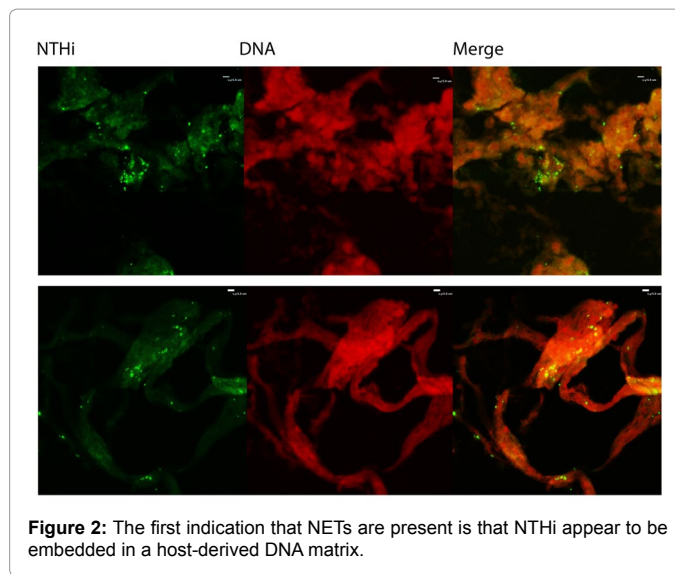 NTHi DNA Merge
Figure 2: The first indication that NETs are present is that NTHi appear to be
embedded in a host-derived DNA matrix.